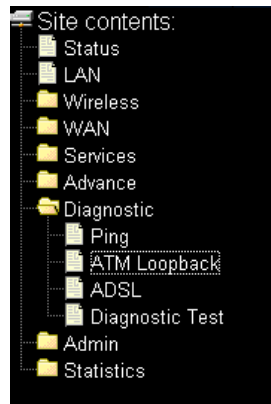 Site contents:
Status
LAN
Wireless
WAN
Services
Advance
Diagnostic
Ping
ATM Loopback
ADSL
Diagnostic Test
Admin
Statistics